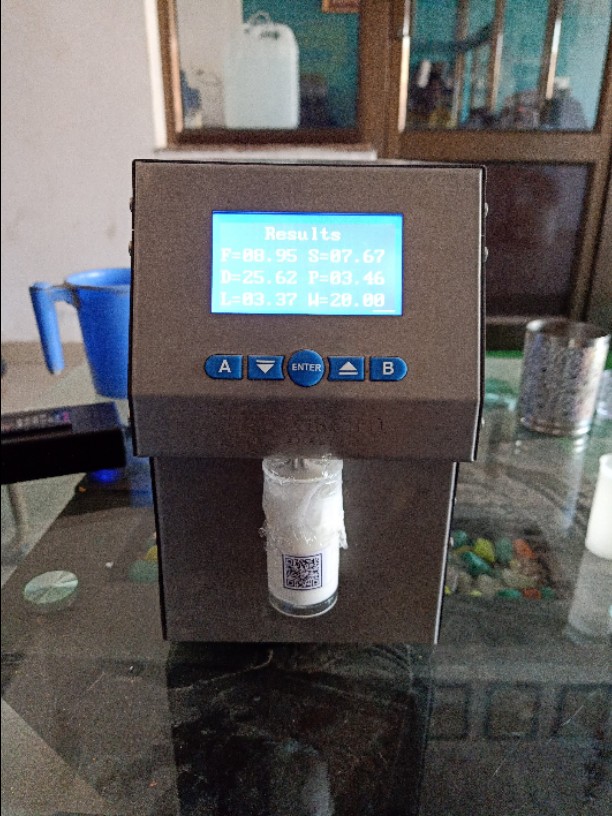 Results
F=08.95 S=07.67
D=25.62 P=03.46
L=03.37 W=20.00
A ENTER B